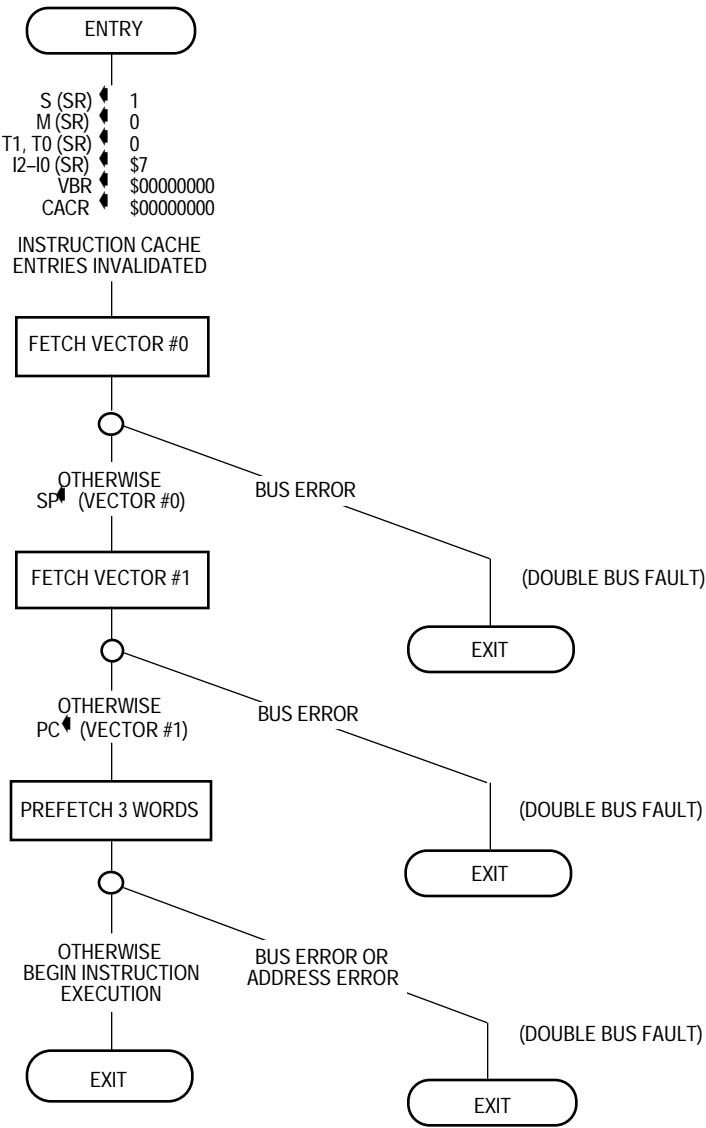 ENTRY
S (SR) 1
M (SR) 0
T1, T0 (SR) 0
I2–I0 (SR) $7
VBR $00000000
CACR $00000000
INSTRUCTION CACHE
ENTRIES INVALIDATED
FETCH VECTOR #0
OTHERWISE
SP (VECTOR #0)
BUS ERROR
(DOUBLE BUS FAULT)
FETCH VECTOR #1
EXIT
OTHERWISE
PC (VECTOR #1)
BUS ERROR
(DOUBLE BUS FAULT)
PREFETCH 3 WORDS
EXIT
OTHERWISE
BEGIN INSTRUCTION
EXECUTION
BUS ERROR OR
ADDRESS ERROR
(DOUBLE BUS FAULT)
EXIT
EXIT